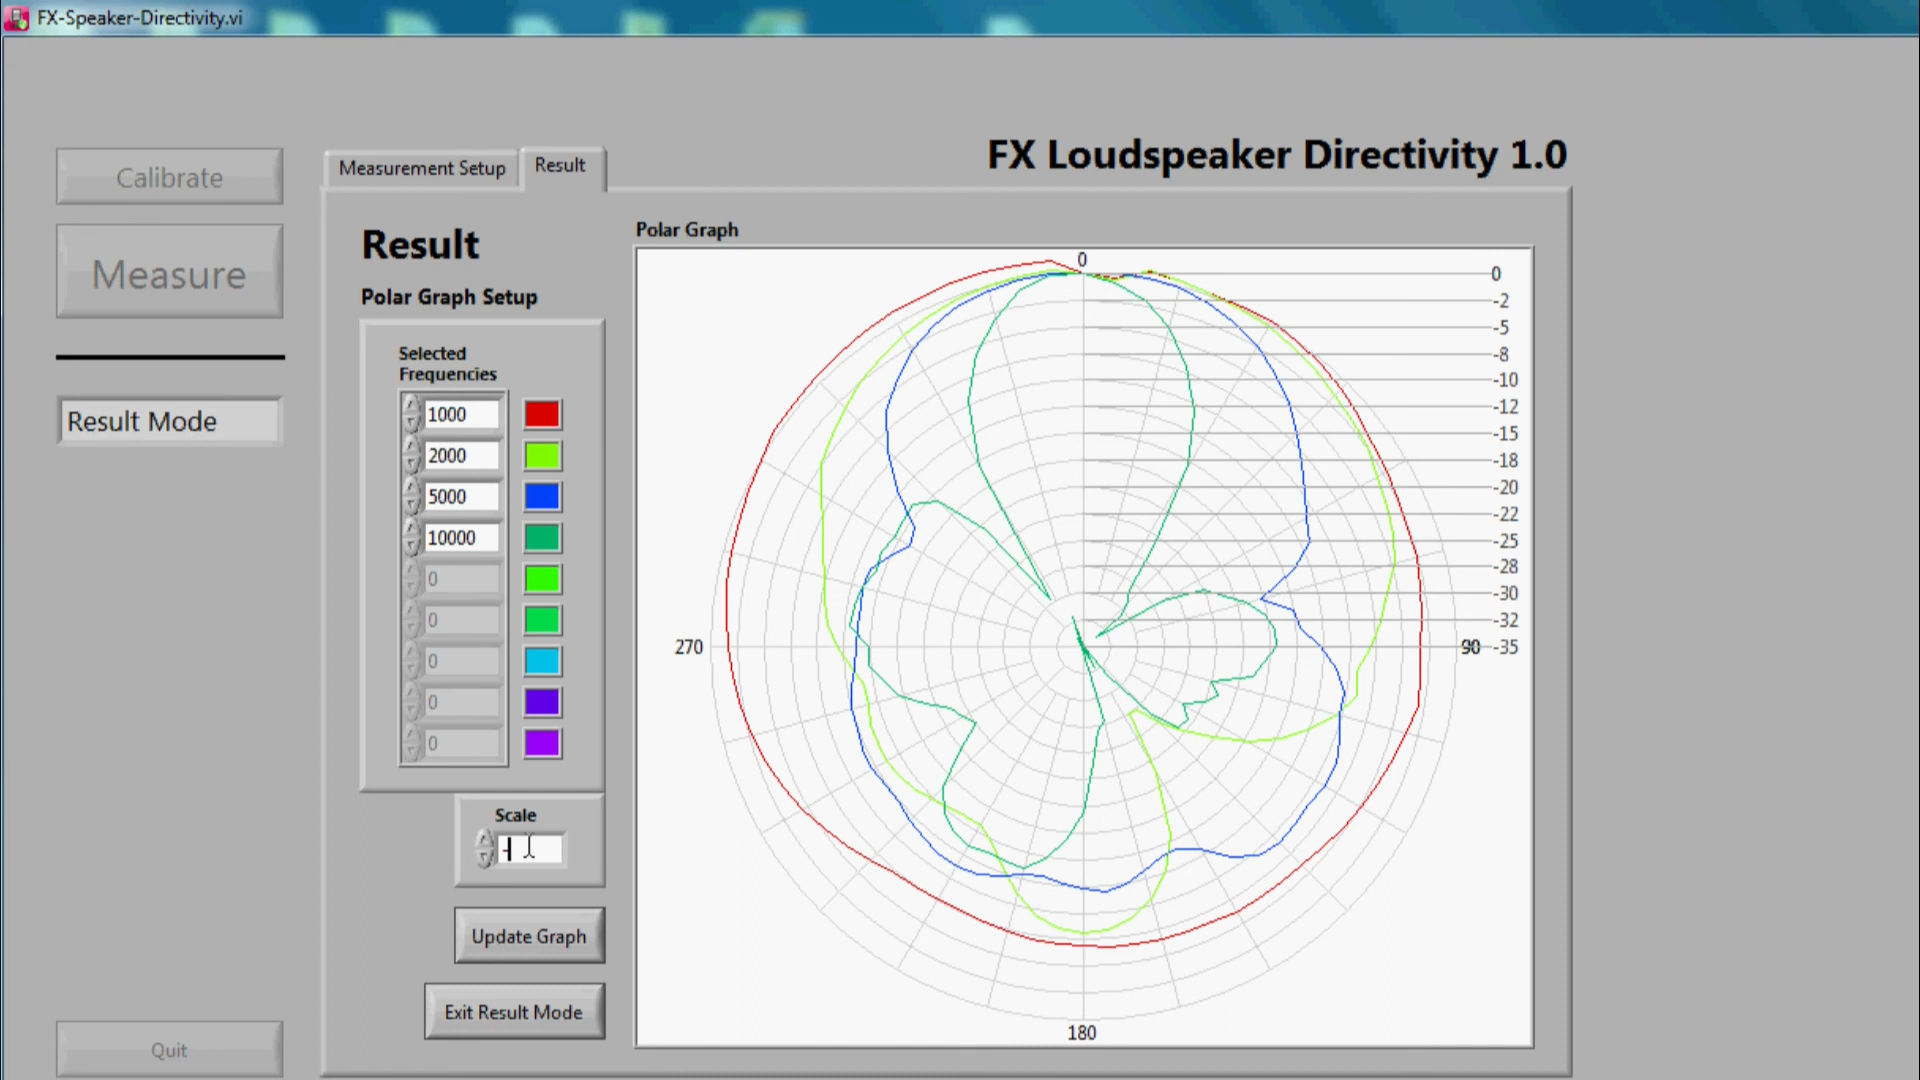 FX-Speaker-Directivity.vi
FX Loudspeaker Directivity 1.0
Calibrate
Measure
Result Mode
Quit
Measurement Setup
Result
Result
Polar Graph Setup
Selected
Frequencies
1000
2000
5000
10000
0
0
0
0
0
Scale
-
Update Graph
Exit Result Mode
Polar Graph
0
90
180
270
0
-2
-5
-8
-10
-12
-15
-18
-20
-22
-25
-28
-30
-32
-35